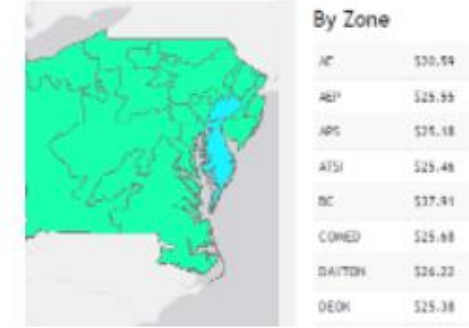 By Zone
AE $30.59
AEP $25.55
APS $25.18
ATSI $25.46
BC $37.91
COMED $25.68
DAYTON $26.22
DEOK $25.38